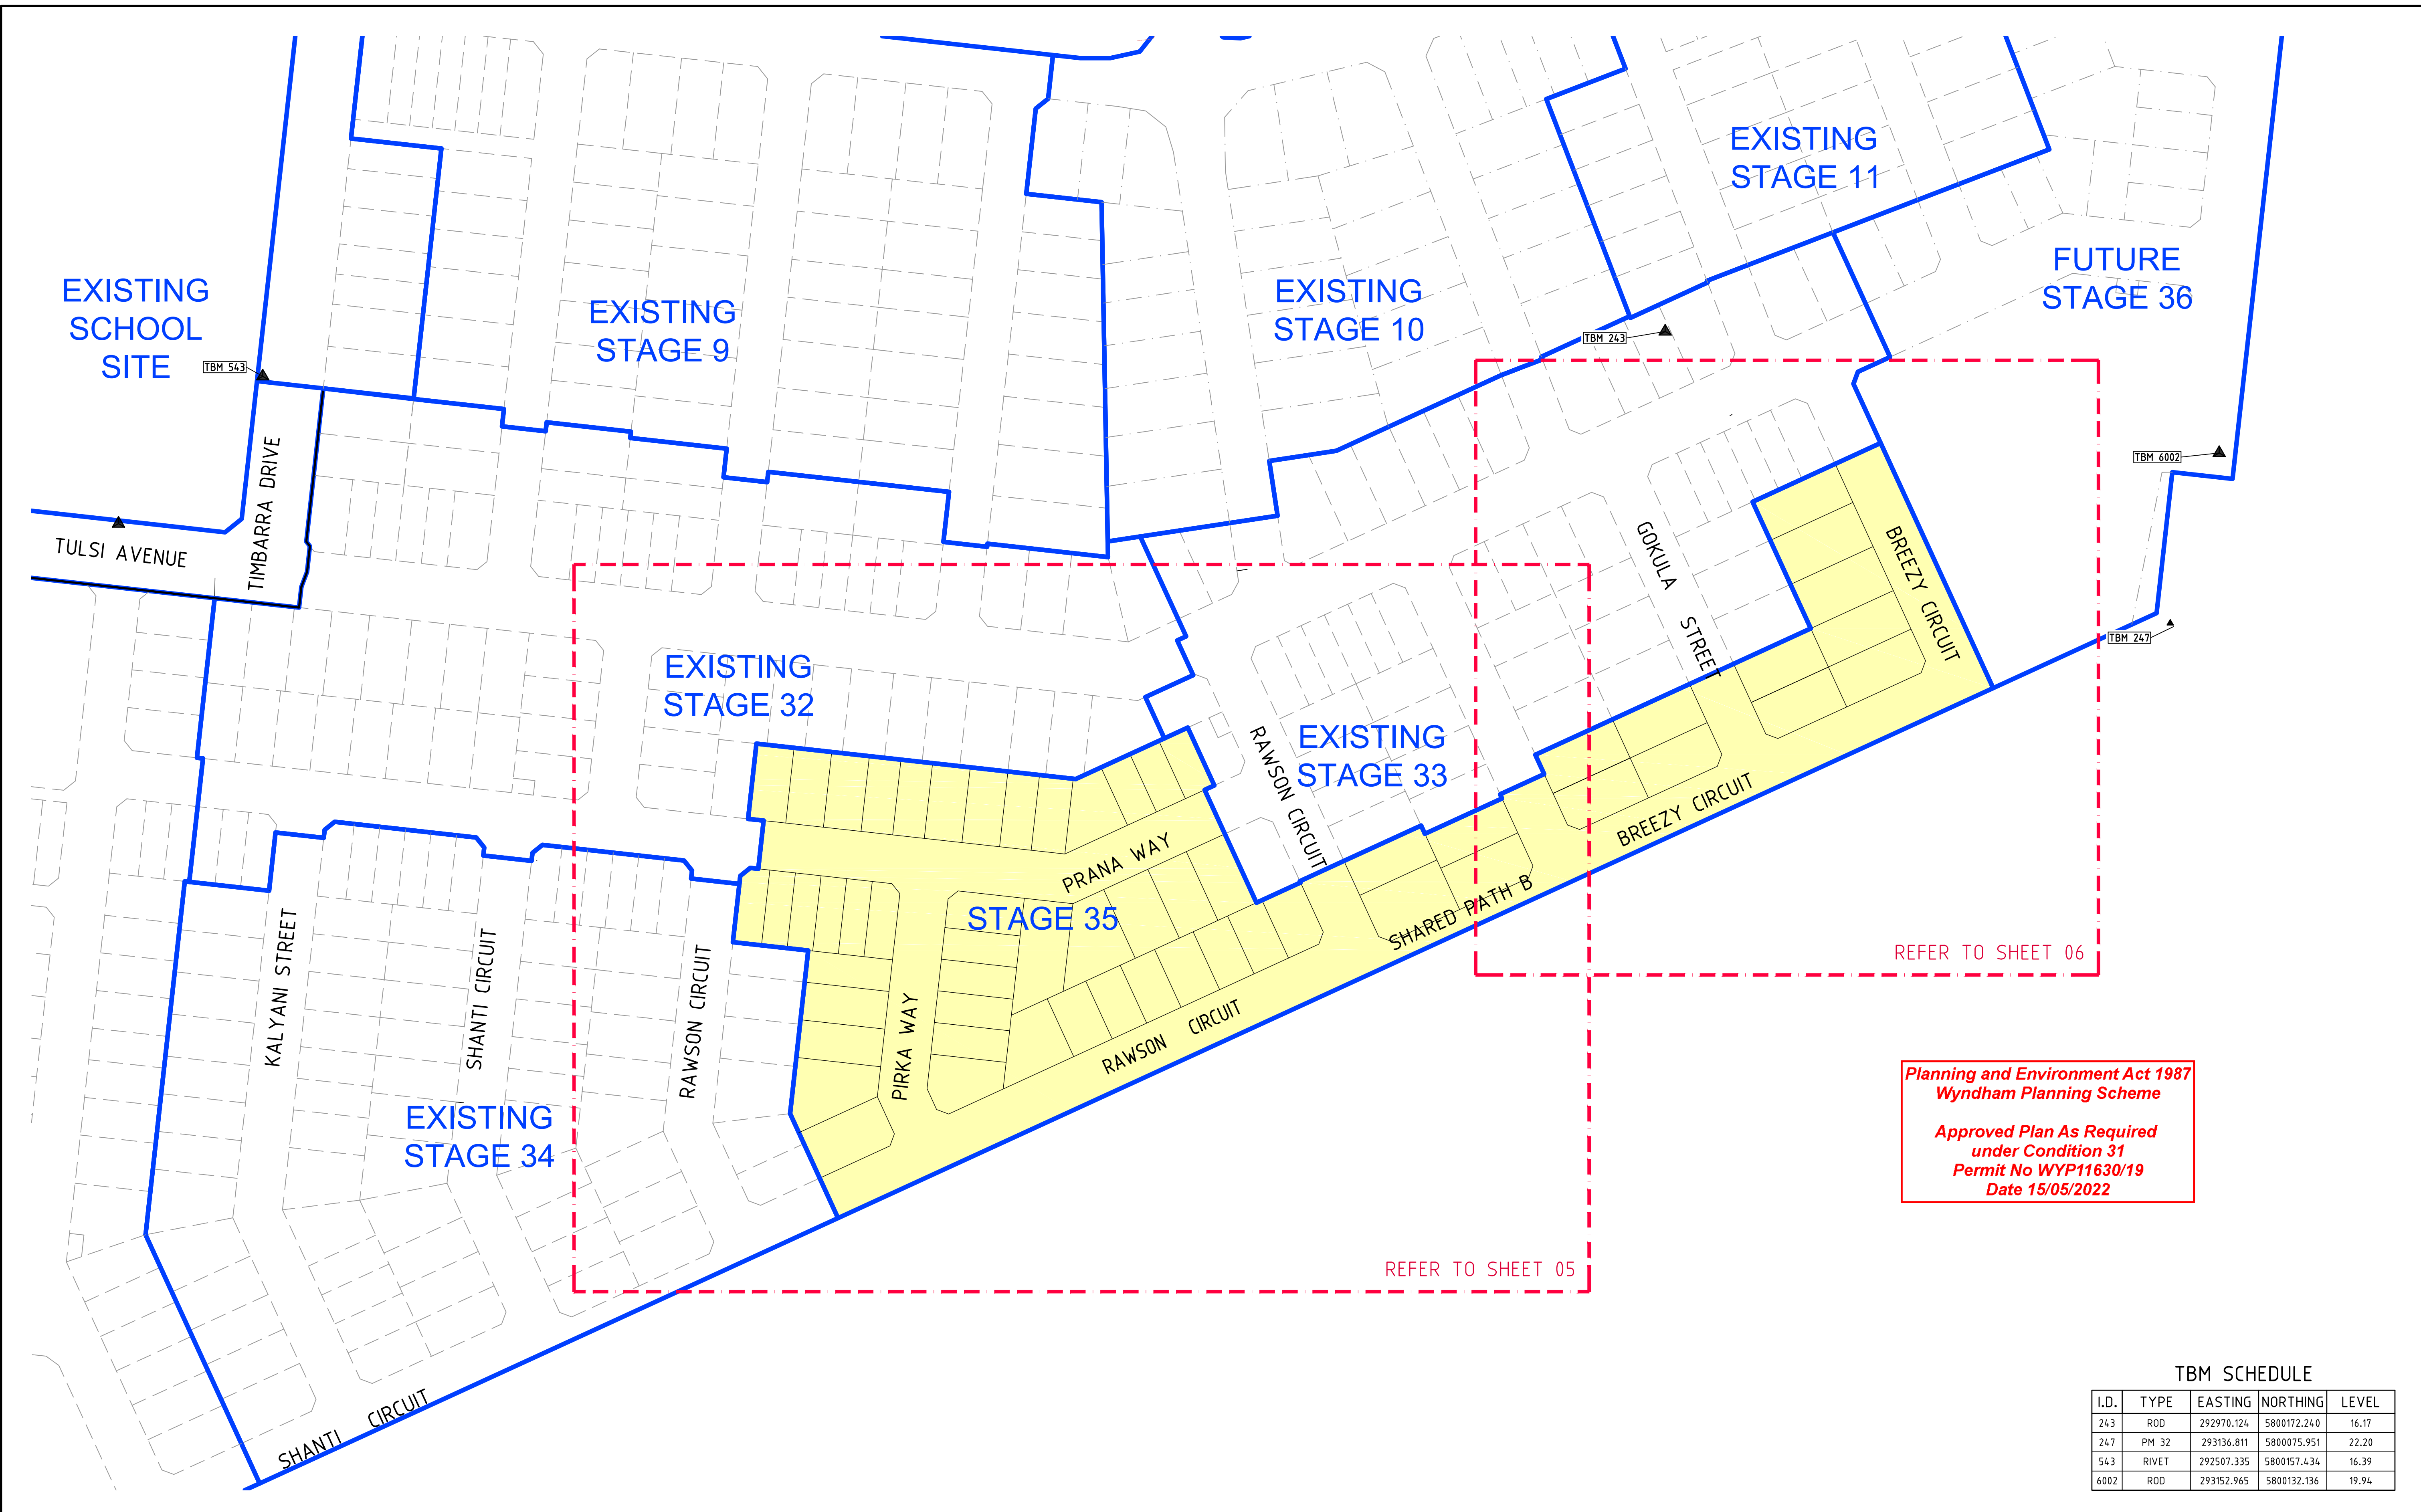 EXISTING
STAGE 11
FUTURE
STAGE 36
EXISTING
SCHOOL
SITE
EXISTING
STAGE 9
EXISTING
STAGE 10
TBM 243
TBM 543
TBM 6002
TIMBARRA DRIVE
TULSI AVENUE
GOKULA STREET
BREEZY CIRCUIT
TBM 247
EXISTING
STAGE 32
RAWSON CIRCUIT
EXISTING
STAGE 33
BREEZY CIRCUIT
PRANA WAY
STAGE 35
SHARED PATH B
REFER TO SHEET 06
KALYANI STREET
SHANTI CIRCUIT
RAWSON CIRCUIT
PIRKA WAY
RAWSON CIRCUIT
EXISTING
STAGE 34
Planning and Environment Act 1987
Wyndham Planning Scheme
Approved Plan As Required
under Condition 31
Permit No WYP11630/19
Date 15/05/2022
REFER TO SHEET 05
SHANTI CIRCUIT
TBM SCHEDULE
I.D. TYPE EASTING NORTHING LEVEL
243 ROD 292970.124 5800172.240 16.17
247 PM 32 293136.811 5800075.951 22.20
543 RIVET 292507.335 5800157.434 16.39
6002 ROD 293152.965 5800132.136 19.94